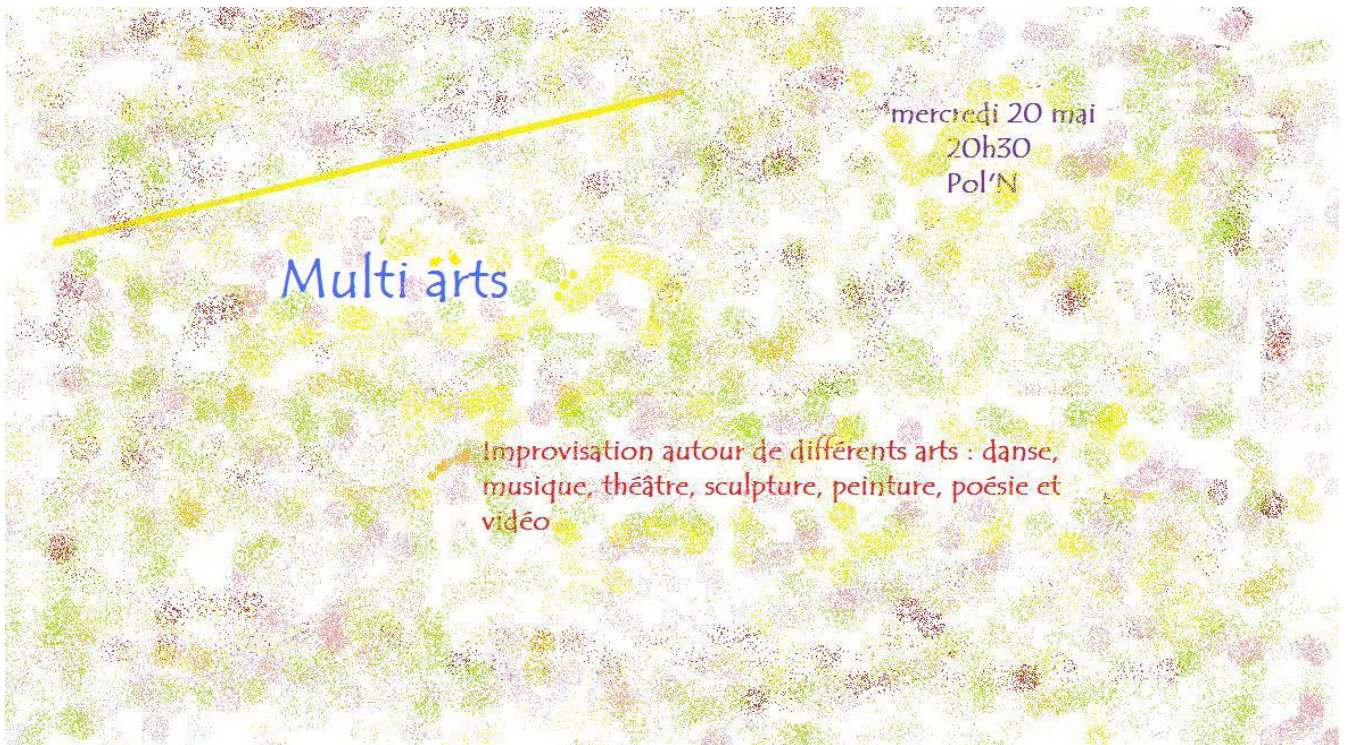 mercredi 20 mai
20h30
Pol'N
Multi arts
Improvisation autour de différents arts : danse,
musique, théâtre, sculpture, peinture, poésie et
vidéo